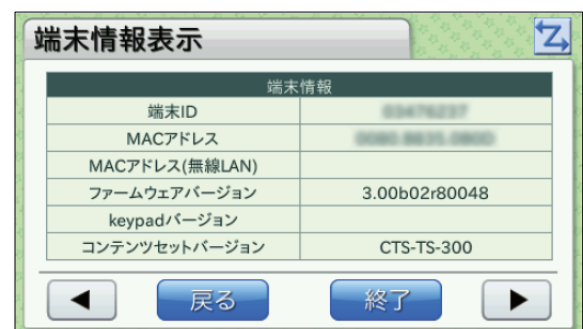 端末情報表示
端末情報
端末ID
MACアドレス
MACアドレス(無線LAN)
ファームウェアバージョン 3.00b02r80048
keypadバージョン
コンテンツセットバージョン CTS-TS-300
戻る 終了